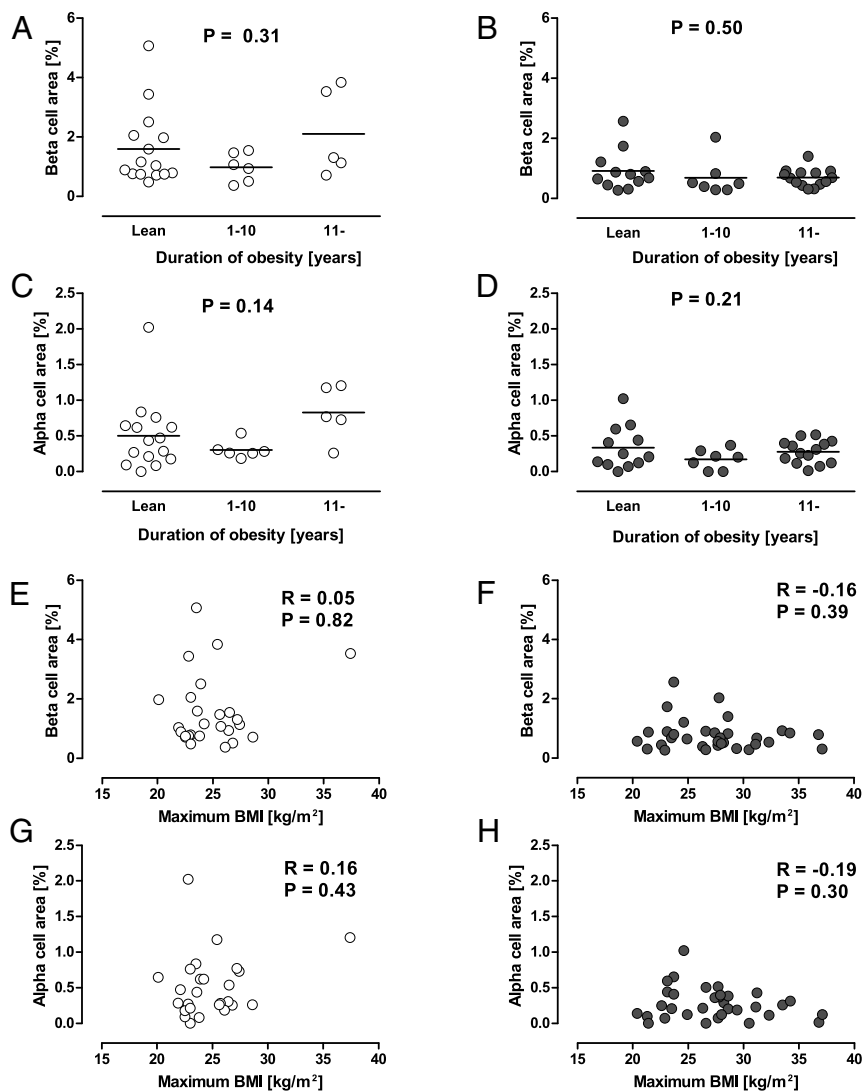 A
P = 0.31
Beta cell area [%]
6
4
2
0
Lean 1-10 11-
Duration of obesity [years]
B
P = 0.50
Beta cell area [%]
6
4
2
0
Lean 1-10 11-
Duration of obesity [years]
C
P = 0.14
Alpha cell area [%]
2.5
2.0
1.5
1.0
0.5
0.0
Lean 1-10 11-
Duration of obesity [years]
D
P = 0.21
Alpha cell area [%]
2.5
2.0
1.5
1.0
0.5
0.0
Lean 1-10 11-
Duration of obesity [years]
E
R = 0.05
P = 0.82
Beta cell area [%]
6
4
2
0
15 20 25 30 35 40
Maximum BMI [kg/m²]
F
R = -0.16
P = 0.39
Beta cell area [%]
6
4
2
0
15 20 25 30 35 40
Maximum BMI [kg/m²]
G
R = 0.16
P = 0.43
Alpha cell area [%]
2.5
2.0
1.5
1.0
0.5
0.0
15 20 25 30 35 40
Maximum BMI [kg/m²]
H
R = -0.19
P = 0.30
Alpha cell area [%]
2.5
2.0
1.5
1.0
0.5
0.0
15 20 25 30 35 40
Maximum BMI [kg/m²]